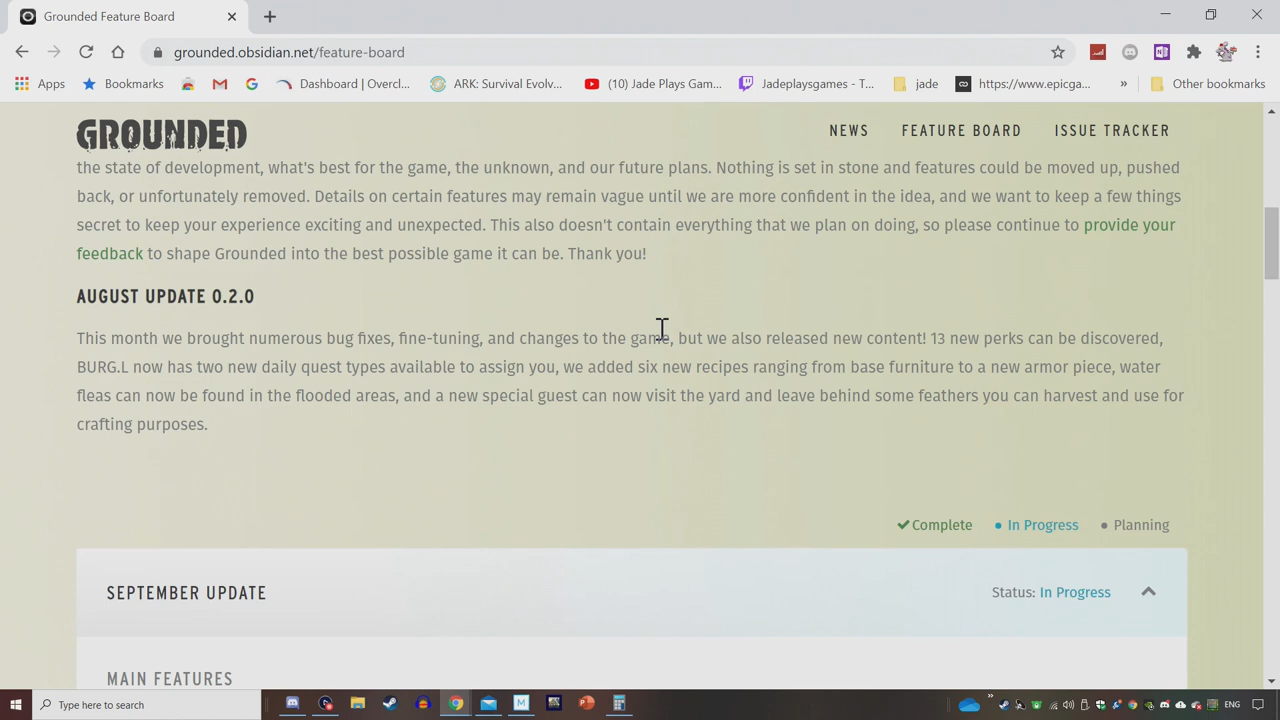 Grounded Feature Board
grounded.obsidian.net/feature-board
Apps
Bookmarks
Dashboard | Overcl...
ARK: Survival Evolv...
(10) Jade Plays Gam...
Jadeplaysgames - T...
jade
https://www.epicga...
»
Other bookmarks
GROUNDED
NEWS
FEATURE BOARD
ISSUE TRACKER
the state of development, what's best for the game, the unknown, and our future plans. Nothing is set in stone and features could be moved up, pushed
back, or unfortunately removed. Details on certain features may remain vague until we are more confident in the idea, and we want to keep a few things
secret to keep your experience exciting and unexpected. This also doesn't contain everything that we plan on doing, so please continue to provide your
feedback to shape Grounded into the best possible game it can be. Thank you!
AUGUST UPDATE 0.2.0
This month we brought numerous bug fixes, fine-tuning, and changes to the game, but we also released new content! 13 new perks can be discovered,
BURG.L now has two new daily quest types available to assign you, we added six new recipes ranging from base furniture to a new armor piece, water
fleas can now be found in the flooded areas, and a new special guest can now visit the yard and leave behind some feathers you can harvest and use for
crafting purposes.
Complete
In Progress
Planning
SEPTEMBER UPDATE
Status: In Progress
MAIN FEATURES
Type here to search
ENG